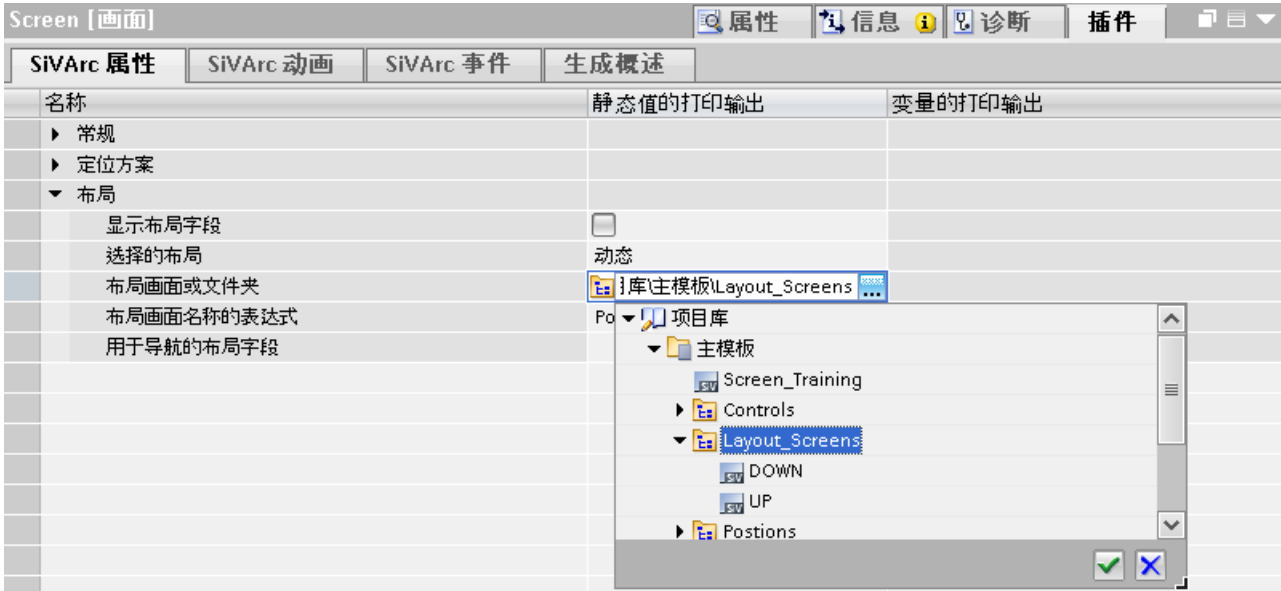 Screen [画面]
属性 信息 诊断 插件
SiVArc 属性 SiVArc 动画 SiVArc 事件 生成概述
名称 静态值的打印输出 变量的打印输出
常规
定位方案
布局
显示布局字段
选择的布局 动态
布局画面或文件夹 库\主模板\Layout_Screens ...
布局画面名称的表达式 Po
用于导航的布局字段
项目库
主模板
Screen_Training
Controls
Layout_Screens
DOWN
UP
Postions